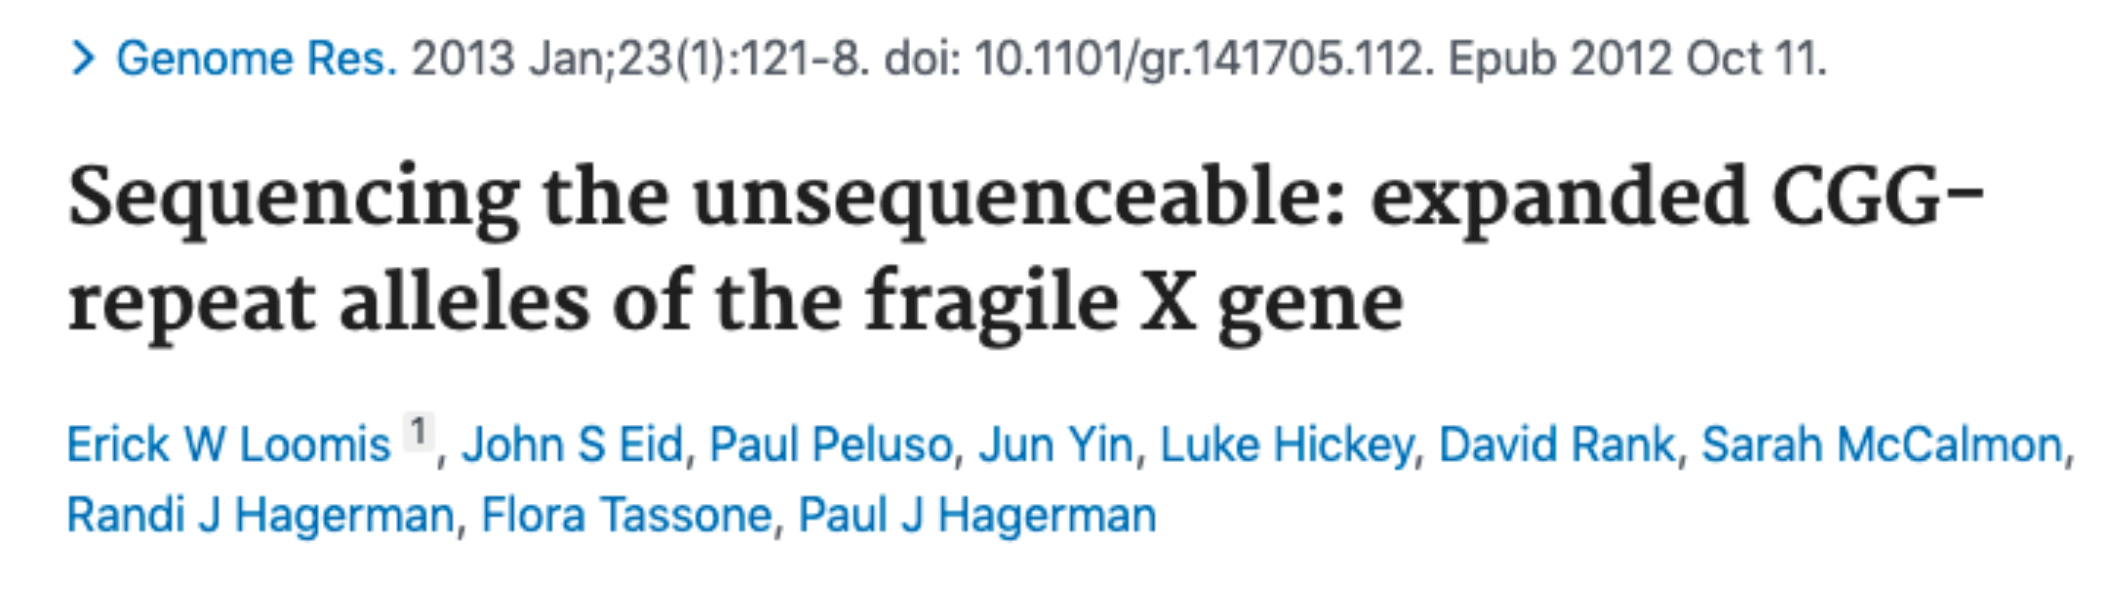 > Genome Res. 2013 Jan;23(1):121-8. doi: 10.1101/gr.141705.112. Epub 2012 Oct 11.
Sequencing the unsequenceable: expanded CGG-
repeat alleles of the fragile X gene
Erick W Loomis 1, John S Eid, Paul Peluso, Jun Yin, Luke Hickey, David Rank, Sarah McCalmon,
Randi J Hagerman, Flora Tassone, Paul J Hagerman